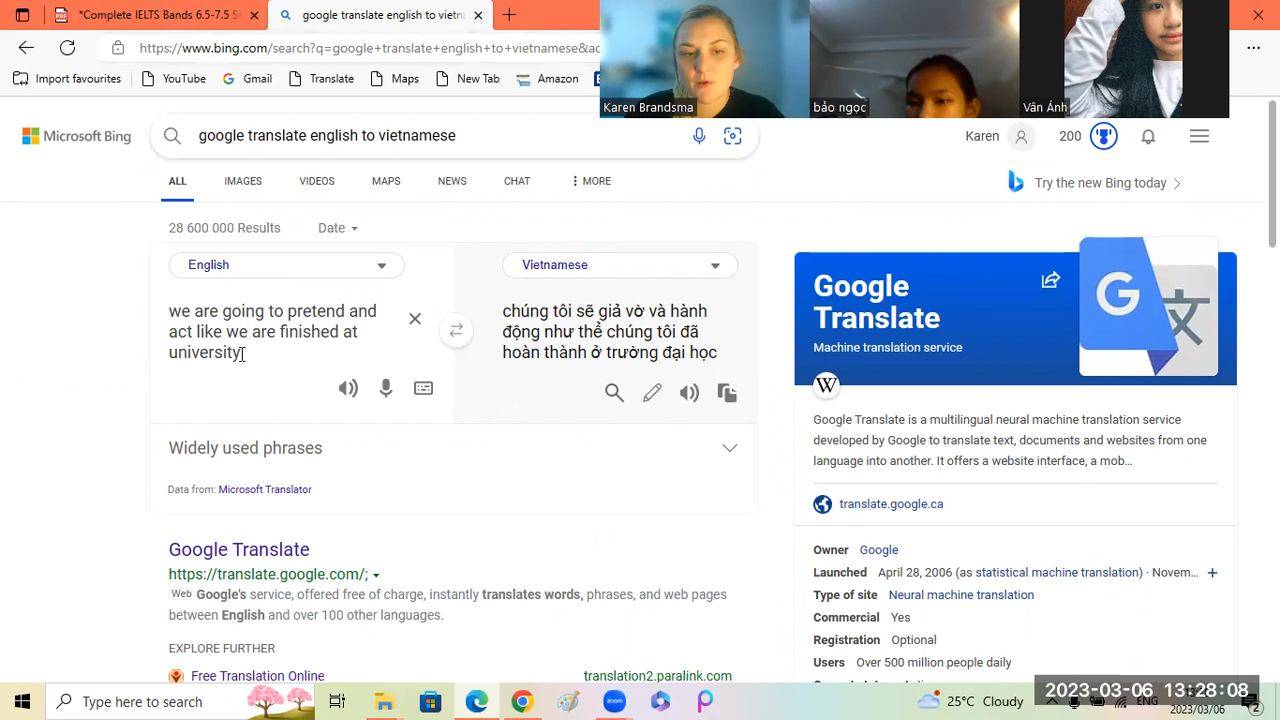 *Complete IELTS 6.5-7.5 S
google translate english to vietn
https://www.bing.com/search?q=google+translate+english+to+vietnamese&ac
Import favourites
YouTube
Gmail
Translate
Maps
New Tab
Amazon
Karen Brandsma
bảo ngọc
Vân Ánh
Microsoft Bing
google translate english to vietnamese
Karen
200
ALL
IMAGES
VIDEOS
MAPS
NEWS
CHAT
MORE
Try the new Bing today
28 600 000 Results
Date
English
Vietnamese
we are going to pretend and
act like we are finished at
university
chúng tôi sẽ giả vờ và hành
động như thể chúng tôi đã
hoàn thành ở trường đại học
Widely used phrases
Data from: Microsoft Translator
Google
Translate
Machine translation service
G
W
Google Translate is a multilingual neural machine translation service
developed by Google to translate text, documents and websites from one
language into another. It offers a website interface, a mob…
translate.google.ca
Google Translate
https://translate.google.com/;
Web Google's service, offered free of charge, instantly translates words, phrases, and web pages
between English and over 100 other languages.
EXPLORE FURTHER
Free Translation Online
translation2.paralink.com
Owner Google
Launched April 28, 2006 (as statistical machine translation) · Novem… +
Type of site Neural machine translation
Commercial Yes
Registration Optional
Users Over 500 million people daily
Type here to search
zoom
25°C Cloudy
ENG
2023-03-06 13:28:08
2023/03/06
2